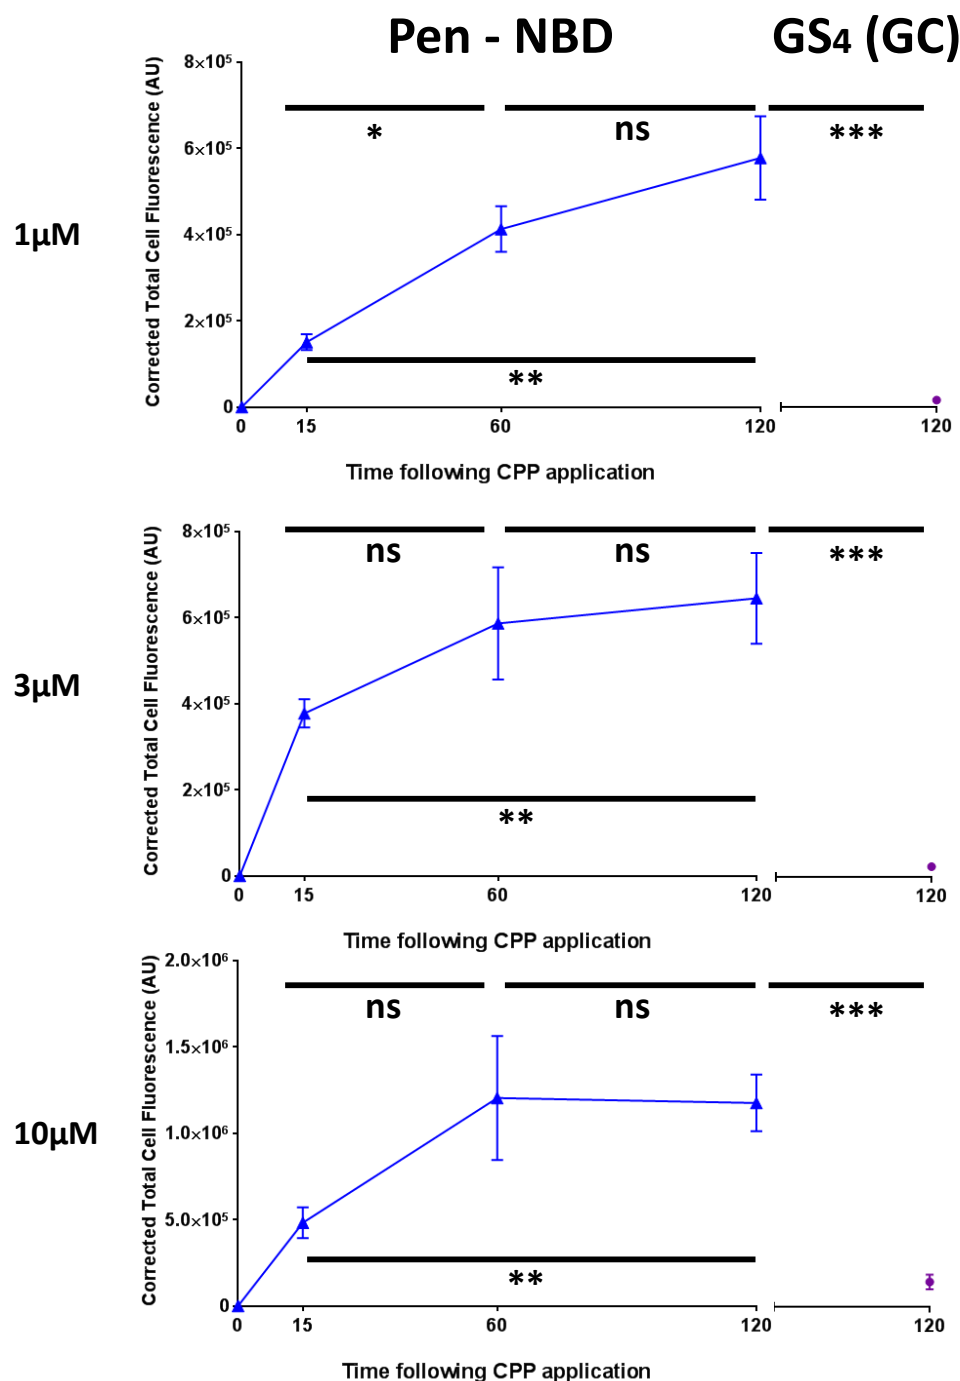 Pen - NBD GS₄ (GC)
1μM
Corrected Total Cell Fluorescence (AU)
8×10⁵
6×10⁵
4×10⁵
2×10⁵
0
* ns ***
**
0 15 60 120 120
Time following CPP application
3μM
Corrected Total Cell Fluorescence (AU)
8×10⁵
6×10⁵
4×10⁵
2×10⁵
0
ns ns ***
**
0 15 60 120 120
Time following CPP application
10μM
Corrected Total Cell Fluorescence (AU)
2.0×10⁶
1.5×10⁶
1.0×10⁶
5.0×10⁵
0
ns ns ***
**
0 15 60 120 120
Time following CPP application